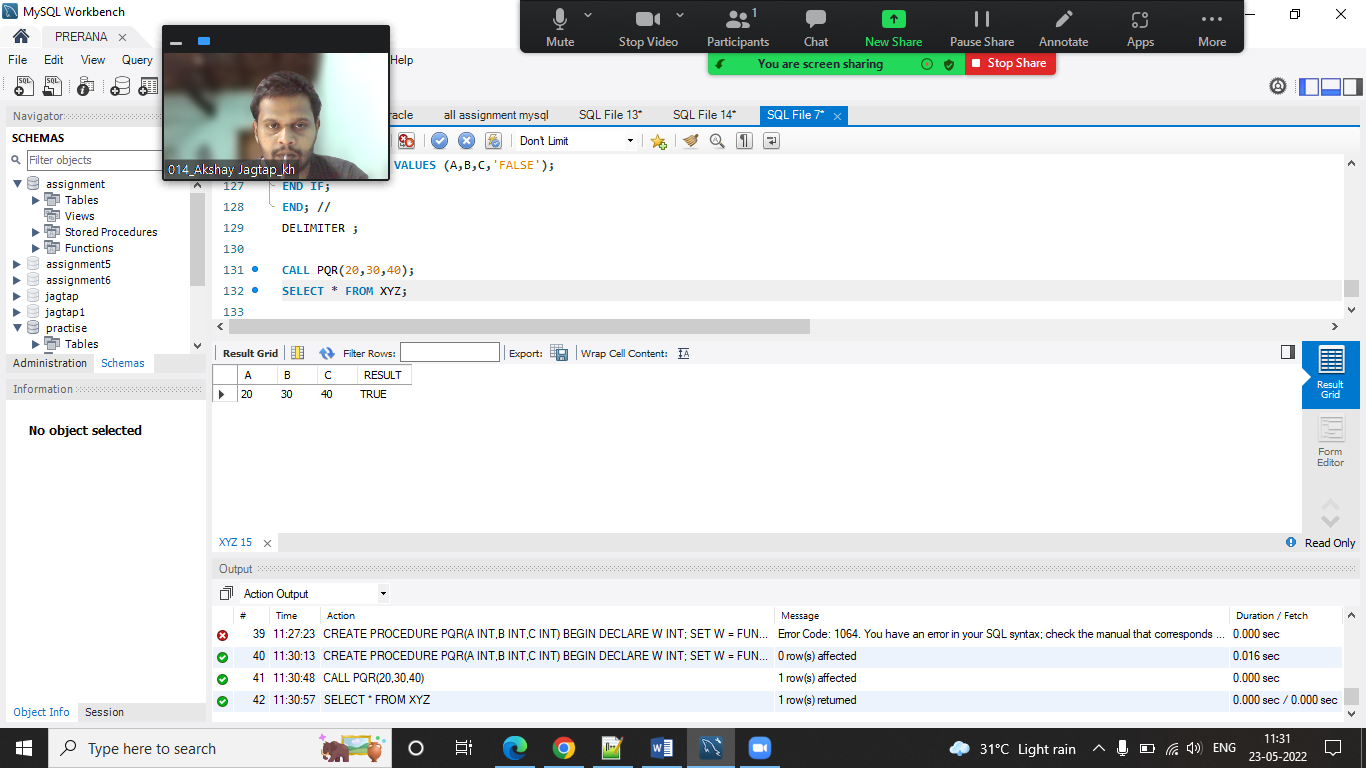 MySQL Workbench
PRERANA
File Edit View Query Help
Mute Stop Video Participants 1 Chat New Share Pause Share Annotate Apps More
You are screen sharing Stop Share
014_Akshay Jagtap_kh
Navigator
SCHEMAS
Filter objects
assignment
Tables
Views
Stored Procedures
Functions
assignment5
assignment6
jagtap
jagtap1
practise
Tables
Administration Schemas
Information
No object selected
Object Info Session
racle all assignment mysql SQL File 13* SQL File 14* SQL File 7*
Don't Limit
VALUES (A,B,C,'FALSE');
127 END IF;
128 END; //
129 DELIMITER ;
130
131 CALL PQR(20,30,40);
132 SELECT * FROM XYZ;
133
Result Grid Filter Rows: Export: Wrap Cell Content:
A B C RESULT
20 30 40 TRUE
Result Grid
Form Editor
XYZ 15 Read Only
Output
Action Output
# Time Action Message Duration / Fetch
39 11:27:23 CREATE PROCEDURE PQR(A INT,B INT,C INT) BEGIN DECLARE W INT; SET W = FUN... Error Code: 1064. You have an error in your SQL syntax; check the manual that corresponds ... 0.000 sec
40 11:30:13 CREATE PROCEDURE PQR(A INT,B INT,C INT) BEGIN DECLARE W INT; SET W = FUN... 0 row(s) affected 0.016 sec
41 11:30:48 CALL PQR(20,30,40) 1 row(s) affected 0.000 sec
42 11:30:57 SELECT * FROM XYZ 1 row(s) returned 0.000 sec / 0.000 sec
Type here to search 31°C Light rain ENG 11:31
23-05-2022